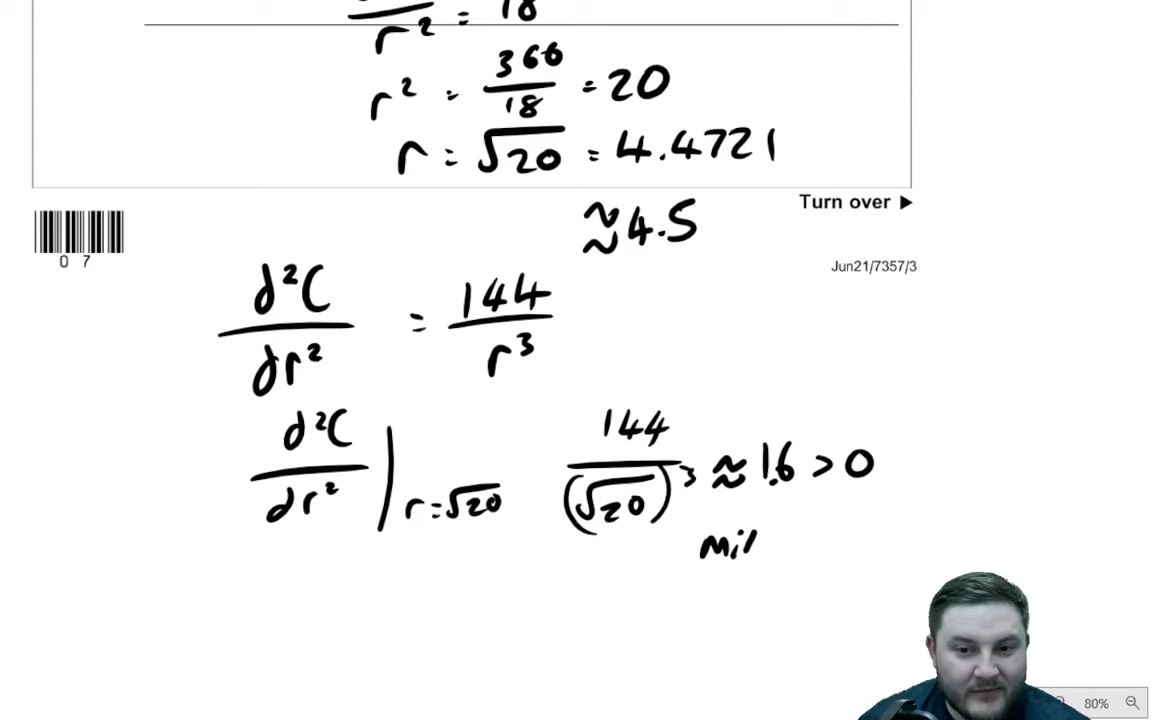 r² = 18
r² = 360/18 = 20
r = √20 = 4.4721
Turn over ▶
≈ 4.5
0 7
Jun21/7357/3
d²C/dr² = 144/r³
d²C/dr² | r=√20 144/(√20)³ ≈ 1.6 > 0
mi
80%